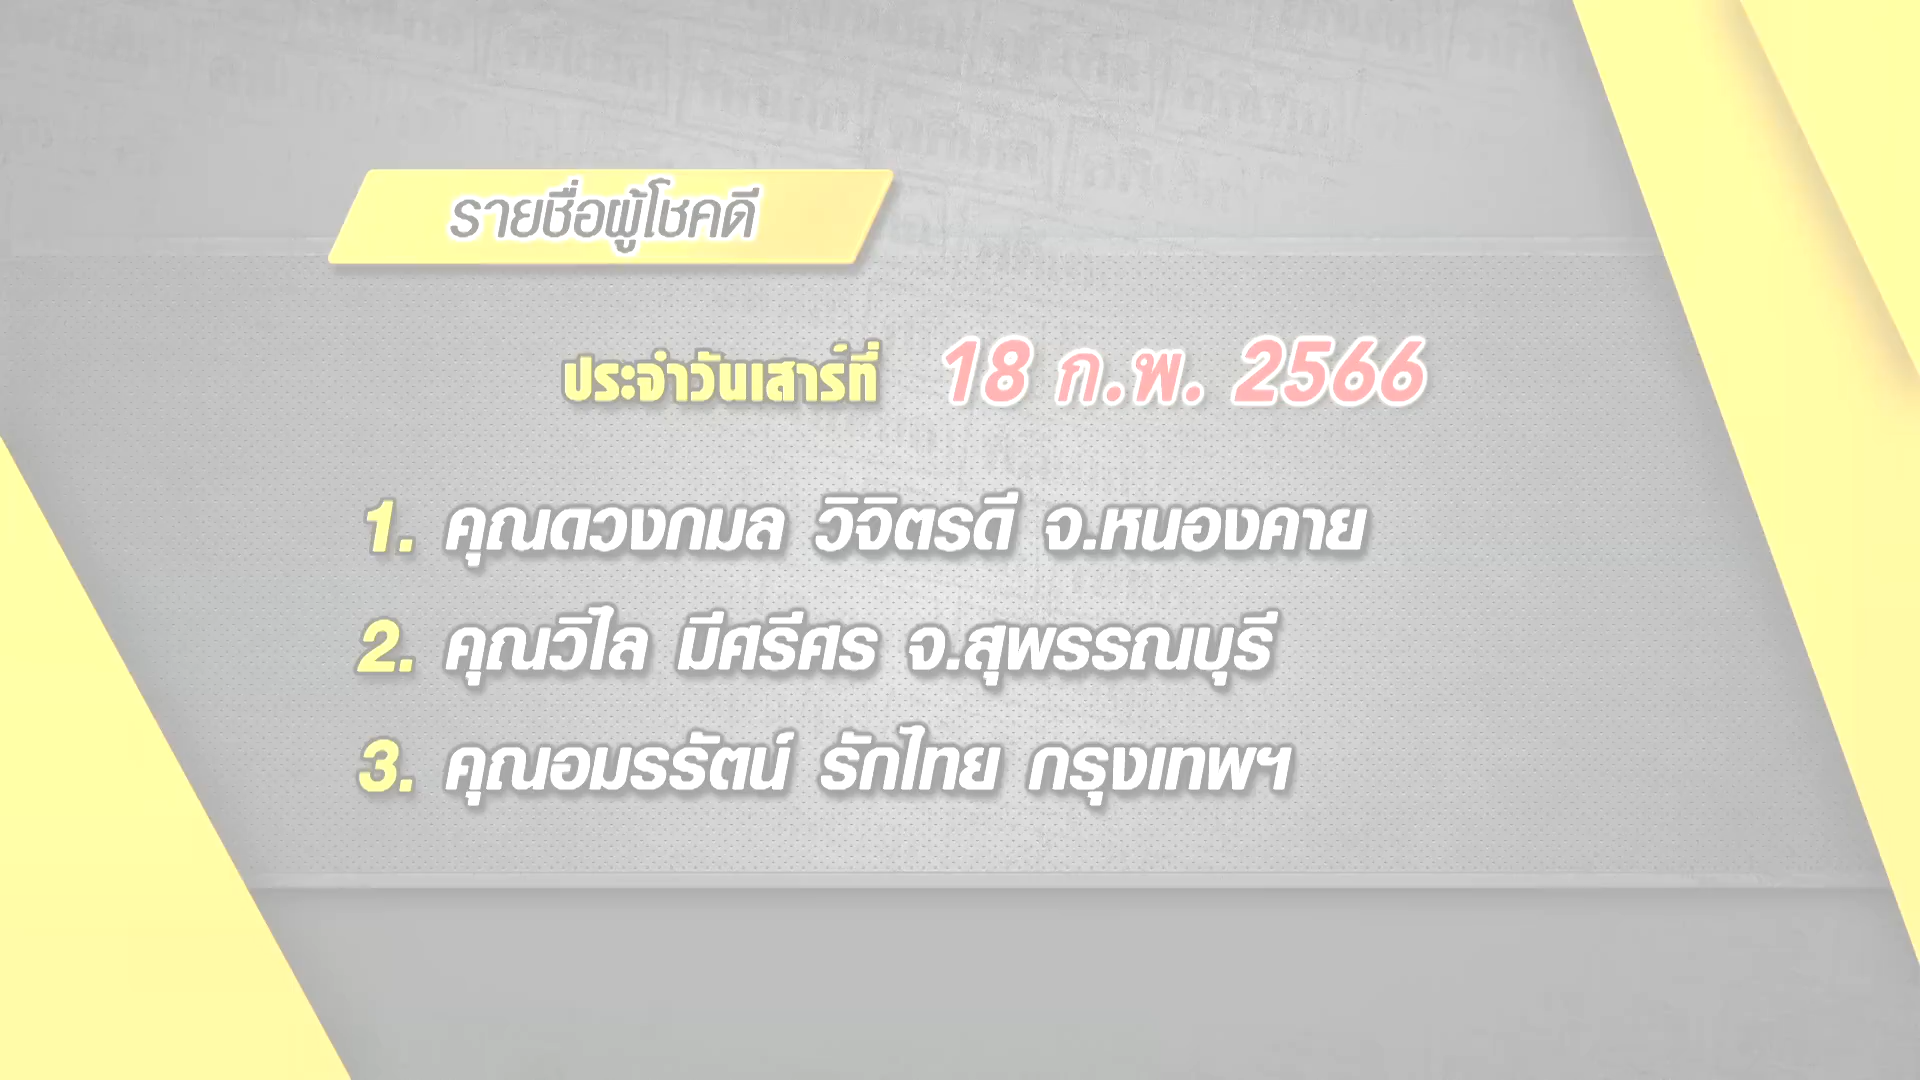 รายชื่อผู้โชคดี
ประจำวันเสาร์ที่ 18 ก.พ. 2566
1. คุณดวงกมล วิจิตรดี จ.หนองคาย
2. คุณวิไล มีศรีศร จ.สุพรรณบุรี
3. คุณอมรรัตน์ รักไทย กรุงเทพฯ